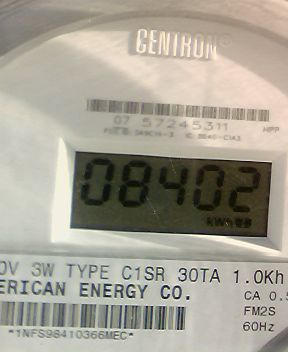 CENTRON®
07 57245311
08402
kWh
0V 3W TYPE C1SR 30TA 1.0Kh
ERICAN ENERGY CO.
CA 0.5
FM2S
60Hz
*1NFS98410366MEC*